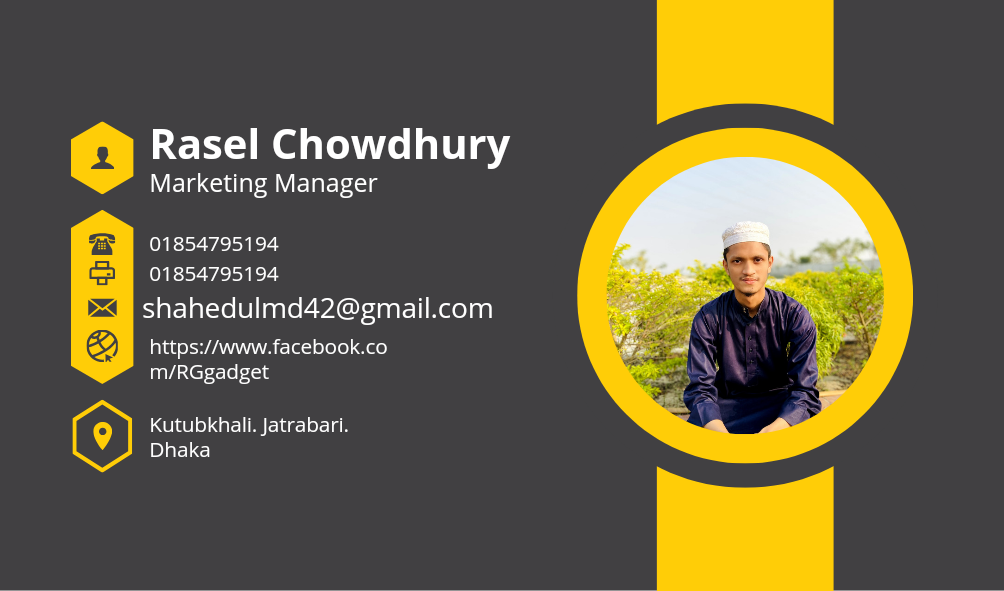 Rasel Chowdhury
Marketing Manager
01854795194
01854795194
shahedulmd42@gmail.com
https://www.facebook.co
m/RGgadget
Kutubkhali. Jatrabari.
Dhaka